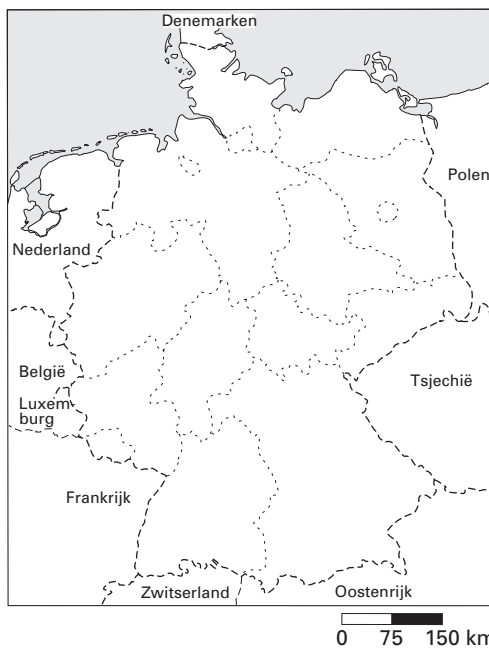 Denemarken
Polen
Nederland
België
Luxem-
burg
Tsjechië
Frankrijk
Zwitserland
Oostenrijk
0 75 150 km